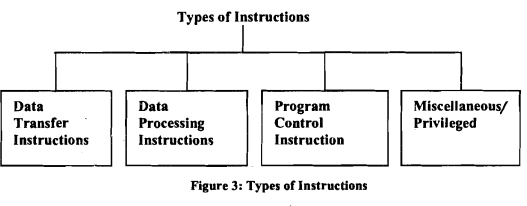 Types of Instructions
Data
Transfer
Instructions
Data
Processing
Instructions
Program
Control
Instruction
Miscellaneous/
Privileged
Figure 3: Types of Instructions